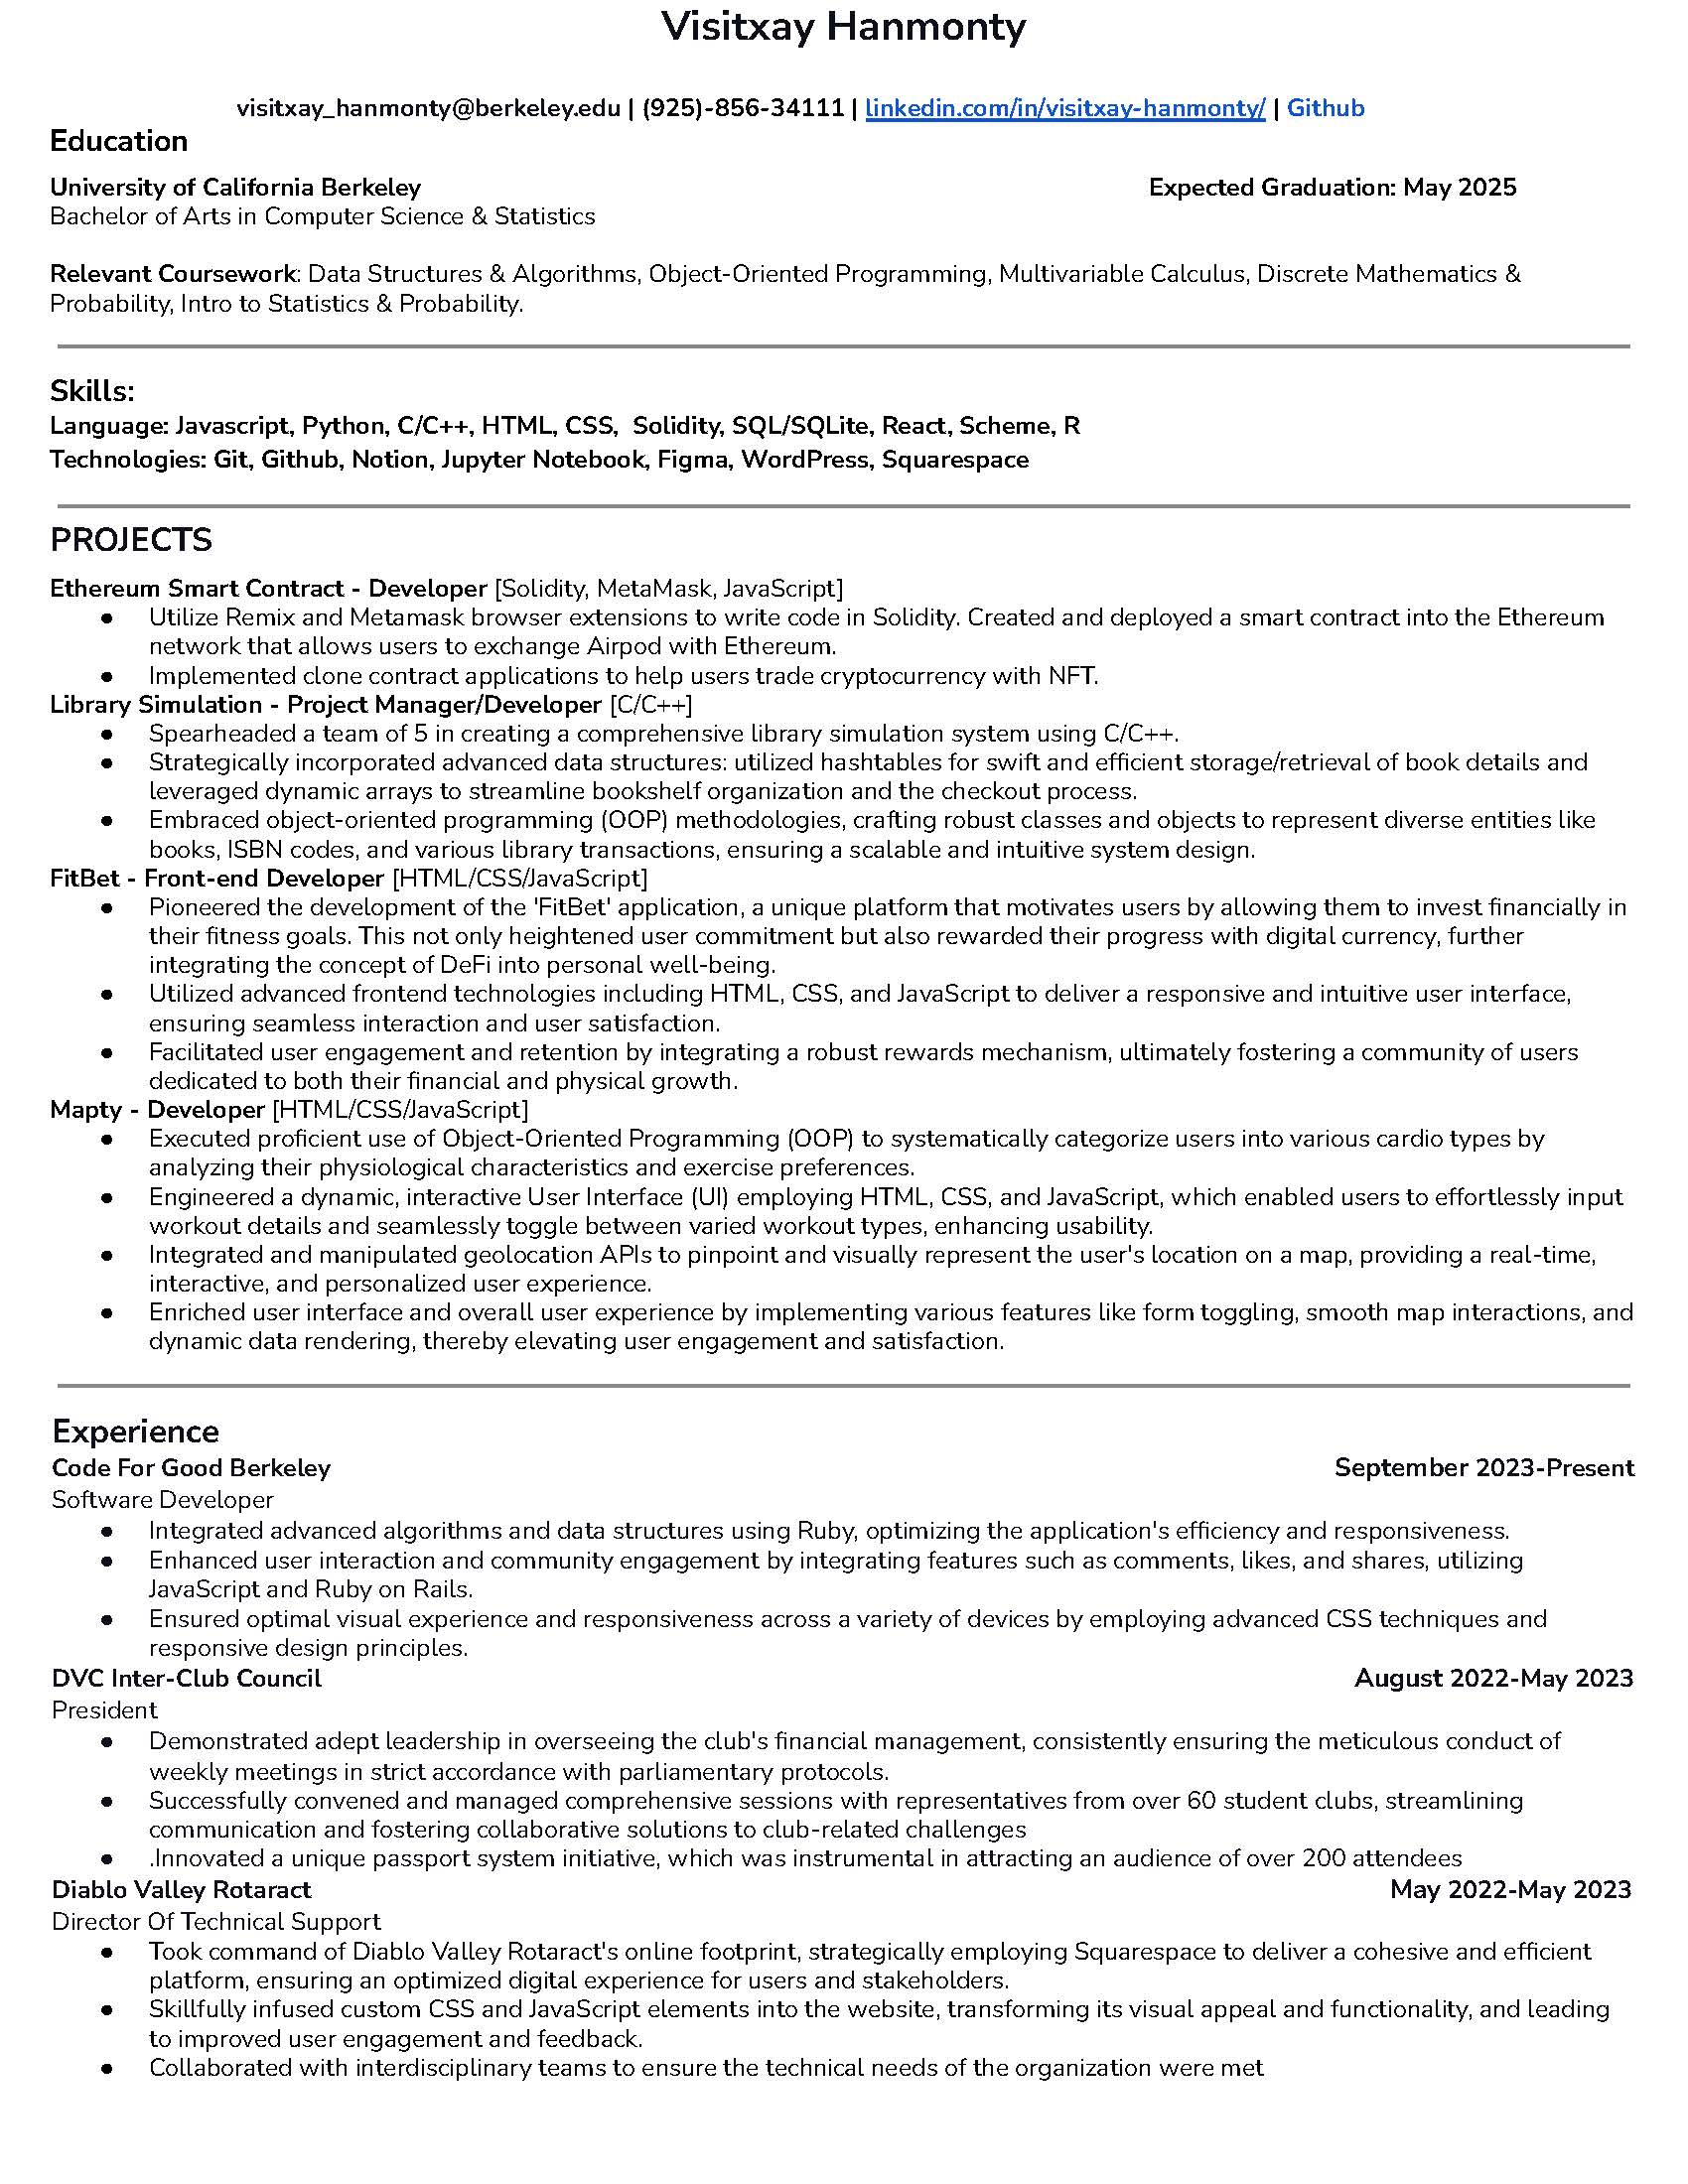 Visitxay Hanmonty
visitxay_hanmonty@berkeley.edu | (925)-856-34111 | linkedin.com/in/visitxay-hanmonty/ | Github
Education
University of California Berkeley Expected Graduation: May 2025
Bachelor of Arts in Computer Science & Statistics
Relevant Coursework: Data Structures & Algorithms, Object-Oriented Programming, Multivariable Calculus, Discrete Mathematics &
Probability, Intro to Statistics & Probability.
Skills:
Language: Javascript, Python, C/C++, HTML, CSS,  Solidity, SQL/SQLite, React, Scheme, R
Technologies: Git, Github, Notion, Jupyter Notebook, Figma, WordPress, Squarespace
PROJECTS
Ethereum Smart Contract - Developer [Solidity, MetaMask, JavaScript]
● Utilize Remix and Metamask browser extensions to write code in Solidity. Created and deployed a smart contract into the Ethereum
network that allows users to exchange Airpod with Ethereum.
● Implemented clone contract applications to help users trade cryptocurrency with NFT.
Library Simulation - Project Manager/Developer [C/C++]
● Spearheaded a team of 5 in creating a comprehensive library simulation system using C/C++.
● Strategically incorporated advanced data structures: utilized hashtables for swift and efficient storage/retrieval of book details and
leveraged dynamic arrays to streamline bookshelf organization and the checkout process.
● Embraced object-oriented programming (OOP) methodologies, crafting robust classes and objects to represent diverse entities like
books, ISBN codes, and various library transactions, ensuring a scalable and intuitive system design.
FitBet - Front-end Developer [HTML/CSS/JavaScript]
● Pioneered the development of the 'FitBet' application, a unique platform that motivates users by allowing them to invest financially in
their fitness goals. This not only heightened user commitment but also rewarded their progress with digital currency, further
integrating the concept of DeFi into personal well-being.
● Utilized advanced frontend technologies including HTML, CSS, and JavaScript to deliver a responsive and intuitive user interface,
ensuring seamless interaction and user satisfaction.
● Facilitated user engagement and retention by integrating a robust rewards mechanism, ultimately fostering a community of users
dedicated to both their financial and physical growth.
Mapty - Developer [HTML/CSS/JavaScript]
● Executed proficient use of Object-Oriented Programming (OOP) to systematically categorize users into various cardio types by
analyzing their physiological characteristics and exercise preferences.
● Engineered a dynamic, interactive User Interface (UI) employing HTML, CSS, and JavaScript, which enabled users to effortlessly input
workout details and seamlessly toggle between varied workout types, enhancing usability.
● Integrated and manipulated geolocation APIs to pinpoint and visually represent the user's location on a map, providing a real-time,
interactive, and personalized user experience.
● Enriched user interface and overall user experience by implementing various features like form toggling, smooth map interactions, and
dynamic data rendering, thereby elevating user engagement and satisfaction.
Experience
Code For Good Berkeley September 2023-Present
Software Developer
● Integrated advanced algorithms and data structures using Ruby, optimizing the application's efficiency and responsiveness.
● Enhanced user interaction and community engagement by integrating features such as comments, likes, and shares, utilizing
JavaScript and Ruby on Rails.
● Ensured optimal visual experience and responsiveness across a variety of devices by employing advanced CSS techniques and
responsive design principles.
DVC Inter-Club Council August 2022-May 2023
President
● Demonstrated adept leadership in overseeing the club's financial management, consistently ensuring the meticulous conduct of
weekly meetings in strict accordance with parliamentary protocols.
● Successfully convened and managed comprehensive sessions with representatives from over 60 student clubs, streamlining
communication and fostering collaborative solutions to club-related challenges
● .Innovated a unique passport system initiative, which was instrumental in attracting an audience of over 200 attendees
Diablo Valley Rotaract May 2022-May 2023
Director Of Technical Support
● Took command of Diablo Valley Rotaract's online footprint, strategically employing Squarespace to deliver a cohesive and efficient
platform, ensuring an optimized digital experience for users and stakeholders.
● Skillfully infused custom CSS and JavaScript elements into the website, transforming its visual appeal and functionality, and leading
to improved user engagement and feedback.
● Collaborated with interdisciplinary teams to ensure the technical needs of the organization were met